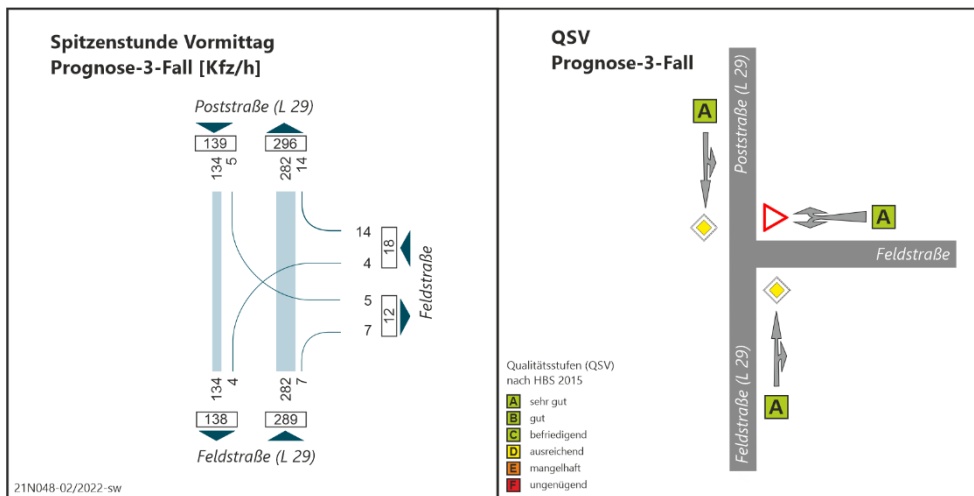 Spitzenstunde Vormittag
Prognose-3-Fall [Kfz/h]
Poststraße (L 29)
139
296
134
5
282
14
14
4
18
5
7
12
Feldstraße
134
4
282
7
138
289
Feldstraße (L 29)
21N048-02/2022-sw
QSV
Prognose-3-Fall
Poststraße (L 29)
A
A
Feldstraße
Feldstraße (L 29)
A
Qualitätsstufen (QSV)
nach HBS 2015
A sehr gut
B gut
C befriedigend
D ausreichend
E mangelhaft
F ungenügend